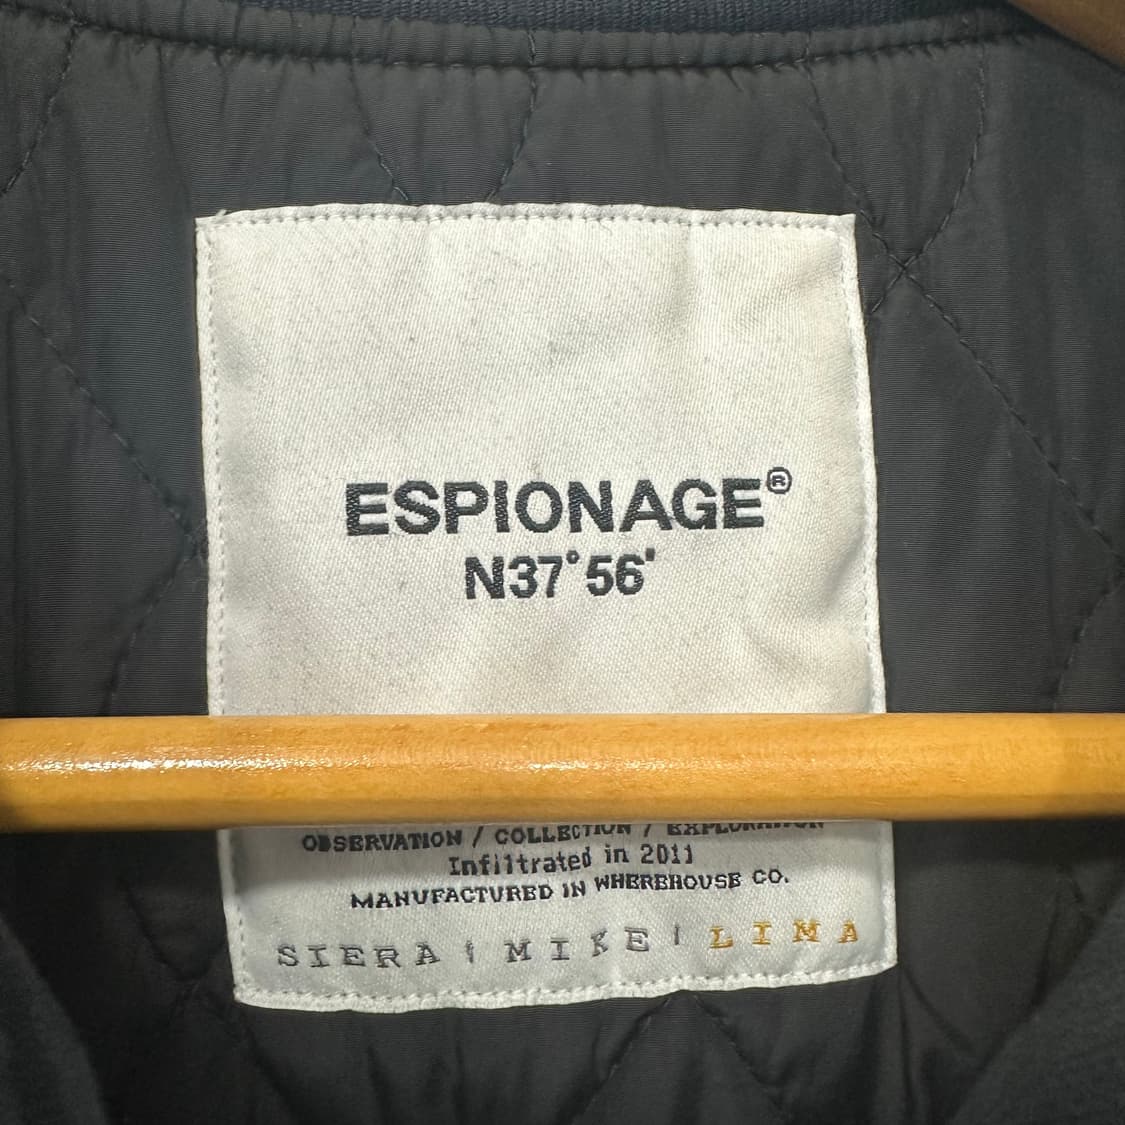 ESPIONAGE®
N37°56'
OBSERVATION / COLLECTION / EXPLORATION
Infiltrated in 2011
MANUFACTURED IN WHEREHOUSE CO.
SIERA | MIKE | LIMA